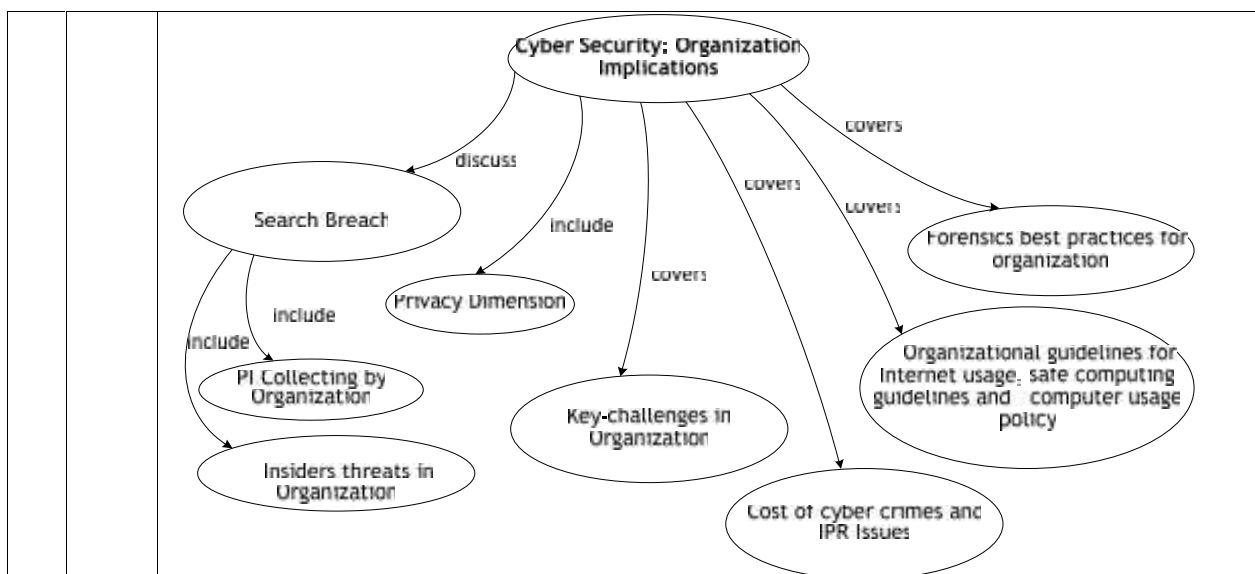 Cyber Security: Organization
Implications
covers
discuss
covers
covers
Search Breach
include
Forensics best practices for
organization
covers
Privacy Dimension
include
include
Organizational guidelines for
Internet usage, safe computing
guidelines and computer usage
policy
PI Collecting by
Organization
Key-challenges in
Organization
Insiders threats in
Organization
Cost of cyber crimes and
IPR Issues